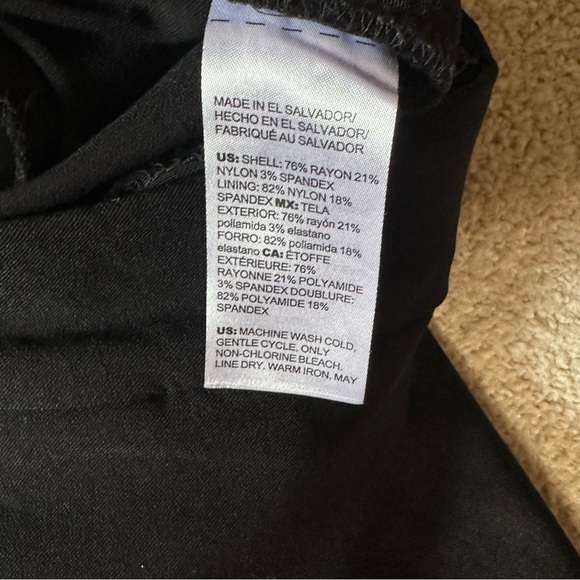 MADE IN EL SALVADOR/
HECHO EN EL SALVADOR/
FABRIQUÉ AU SALVADOR
US: SHELL: 76% RAYON 21%
NYLON 3% SPANDEX
LINING: 82% NYLON 18%
SPANDEX MX: TELA
EXTERIOR: 76% rayón 21%
poliamida 3% elastano
FORRO: 82% poliamida 18%
elastano CA: ÉTOFFE
EXTÉRIEURE: 76%
RAYONNE 21% POLYAMIDE
3% SPANDEX DOUBLURE:
82% POLYAMIDE 18%
SPANDEX
US: MACHINE WASH COLD,
GENTLE CYCLE. ONLY
NON-CHLORINE BLEACH.
LINE DRY. WARM IRON. MAY